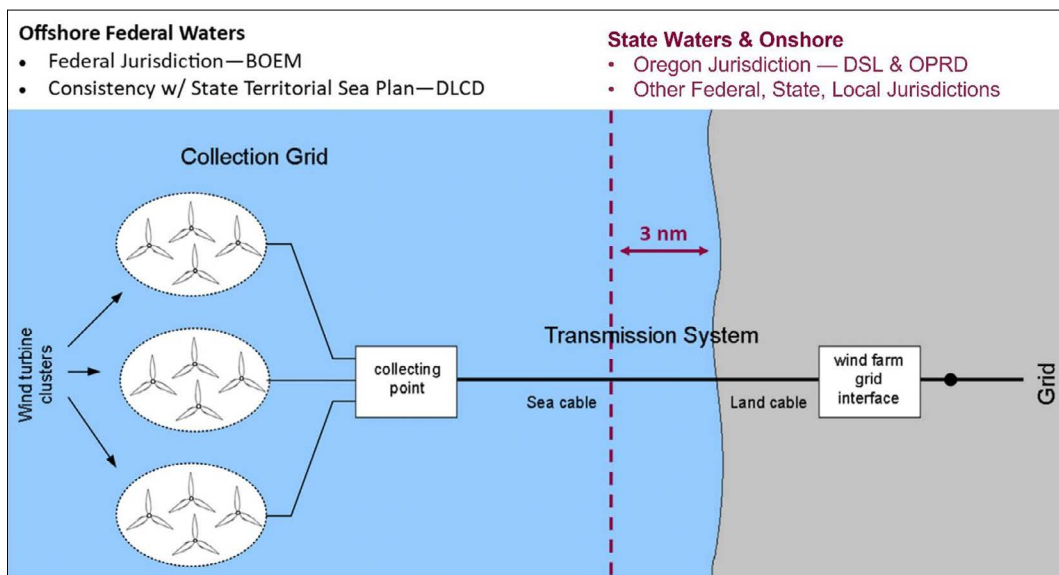 Offshore Federal Waters
• Federal Jurisdiction—BOEM
• Consistency w/ State Territorial Sea Plan—DLCD
State Waters & Onshore
• Oregon Jurisdiction — DSL & OPRD
• Other Federal, State, Local Jurisdictions
Collection Grid
3 nm
Transmission System
Wind turbine
clusters
collecting
point
Sea cable
Land cable
wind farm
grid
interface
Grid